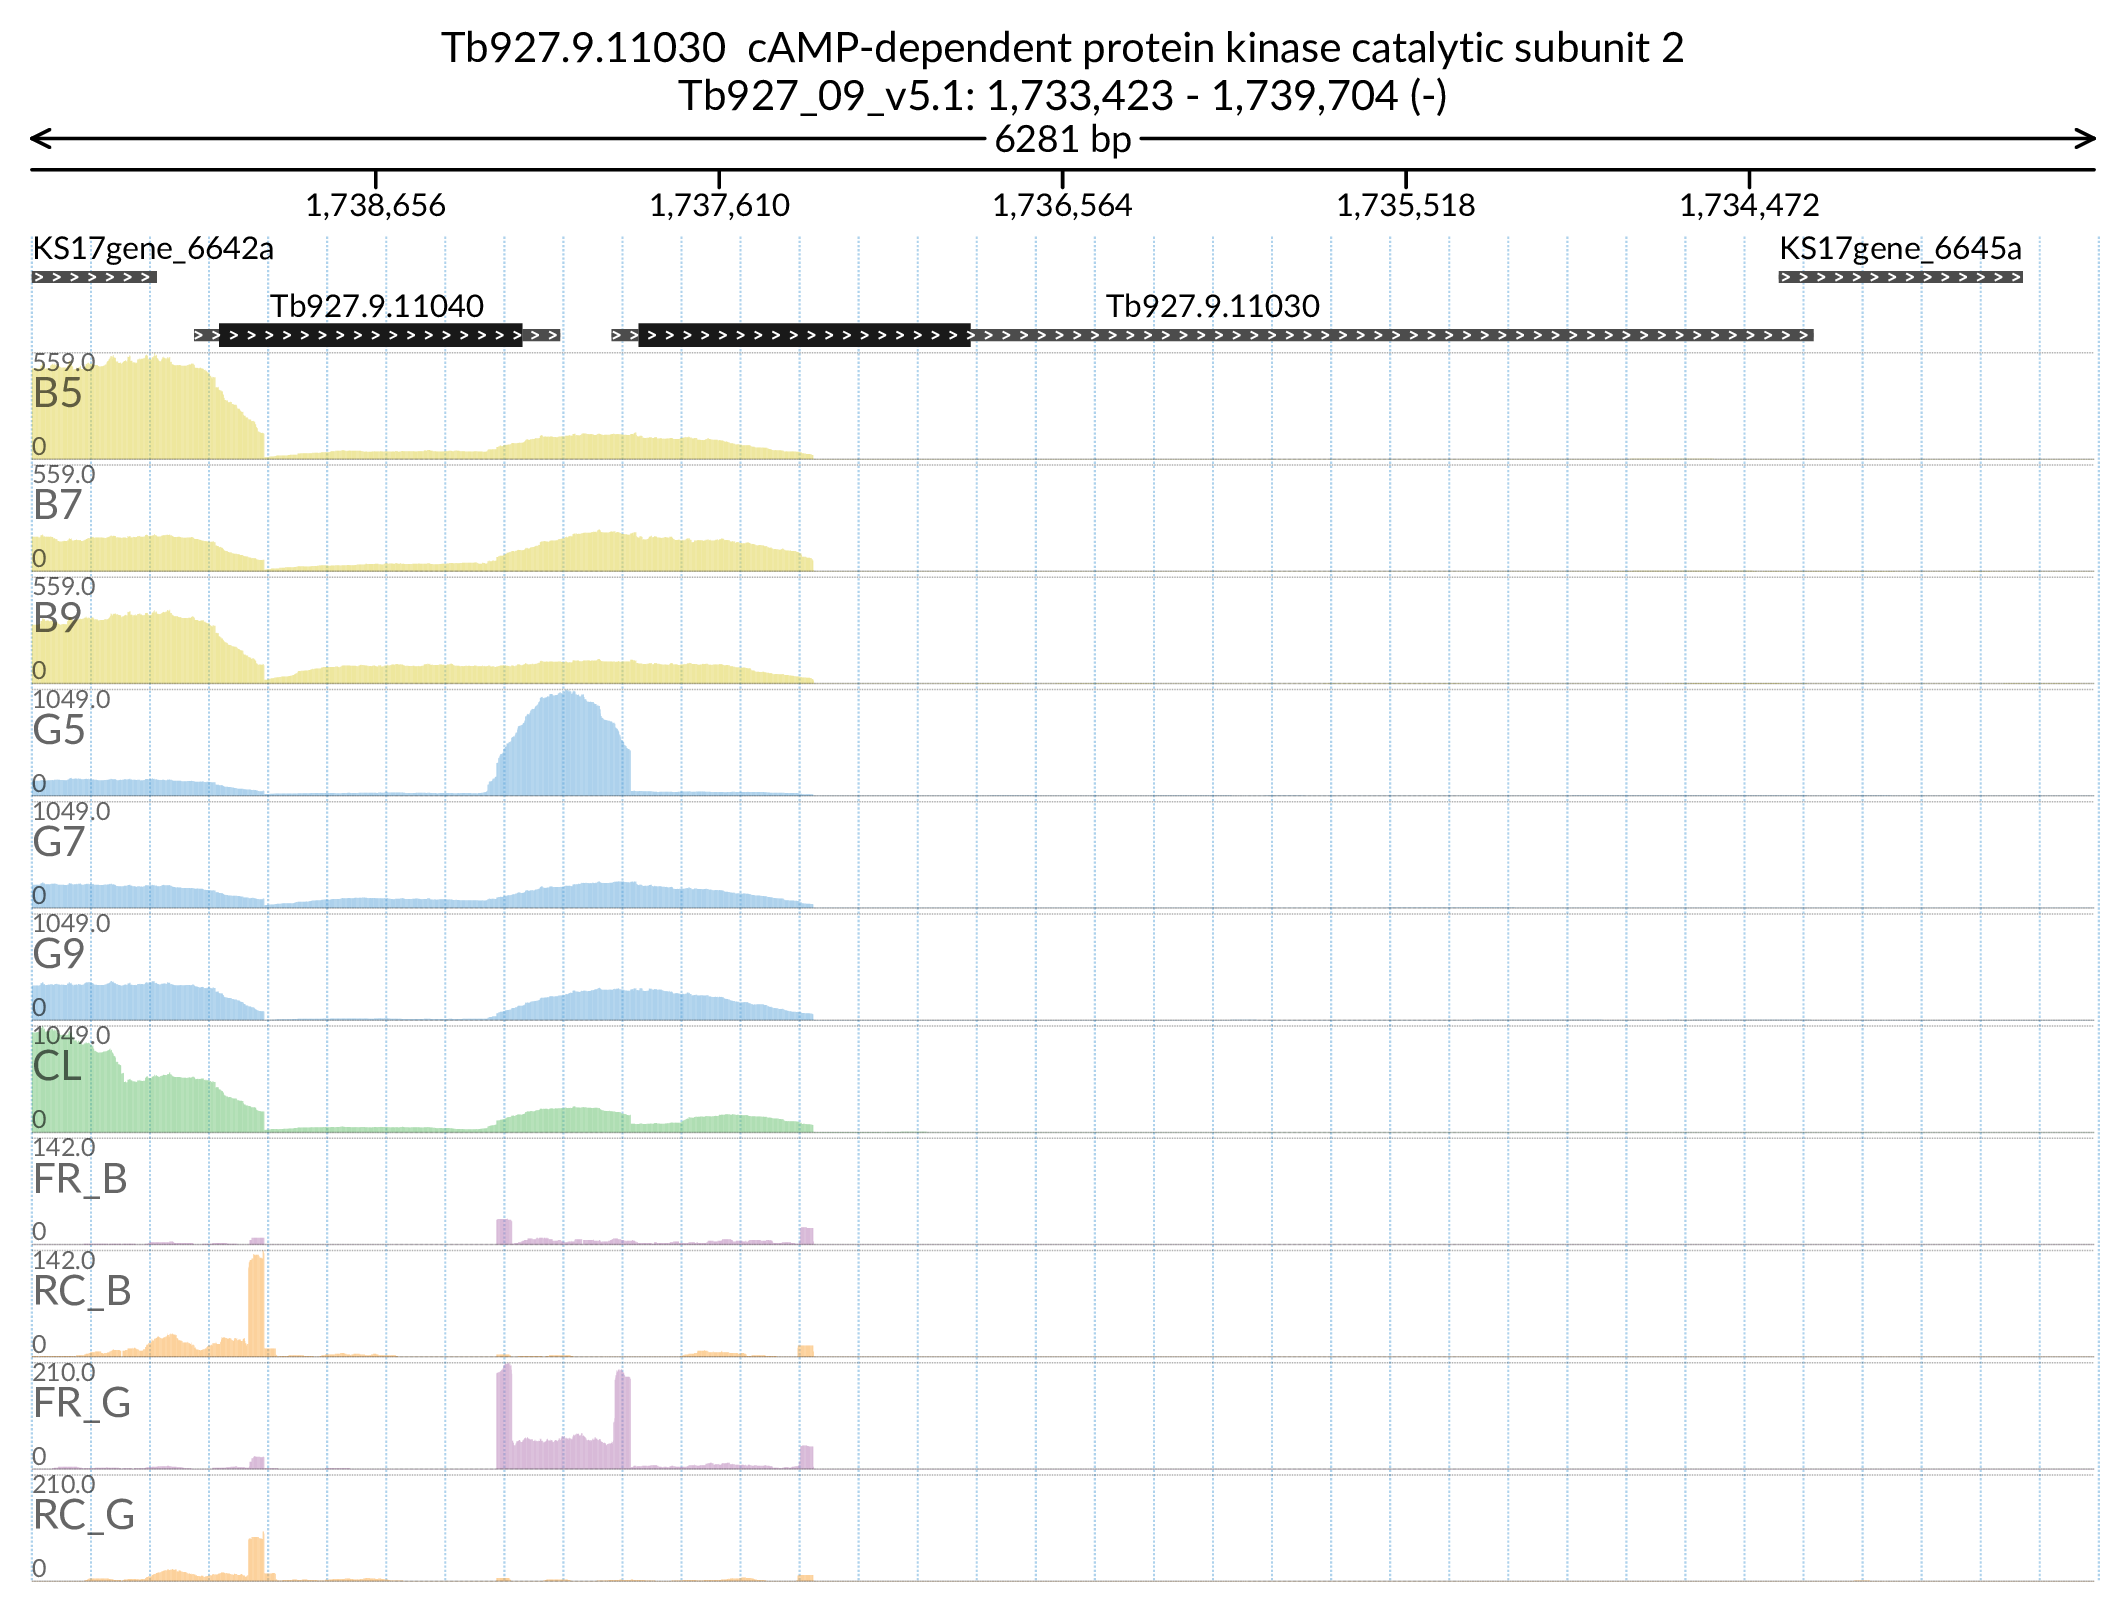 Tb927.9.11030 cAMP-dependent protein kinase catalytic subunit 2
Tb927_09_v5.1: 1,733,423 - 1,739,704 (-)
6281 bp
1,738,656 1,737,610 1,736,564 1,735,518 1,734,472
KS17gene_6642a KS17gene_6645a
Tb927.9.11040 Tb927.9.11030
559.0
B5
0
559.0
B7
0
559.0
B9
0
1049.0
G5
0
1049.0
G7
0
1049.0
G9
0
1049.0
CL
0
142.0
FR_B
0
142.0
RC_B
0
210.0
FR_G
0
210.0
RC_G
0